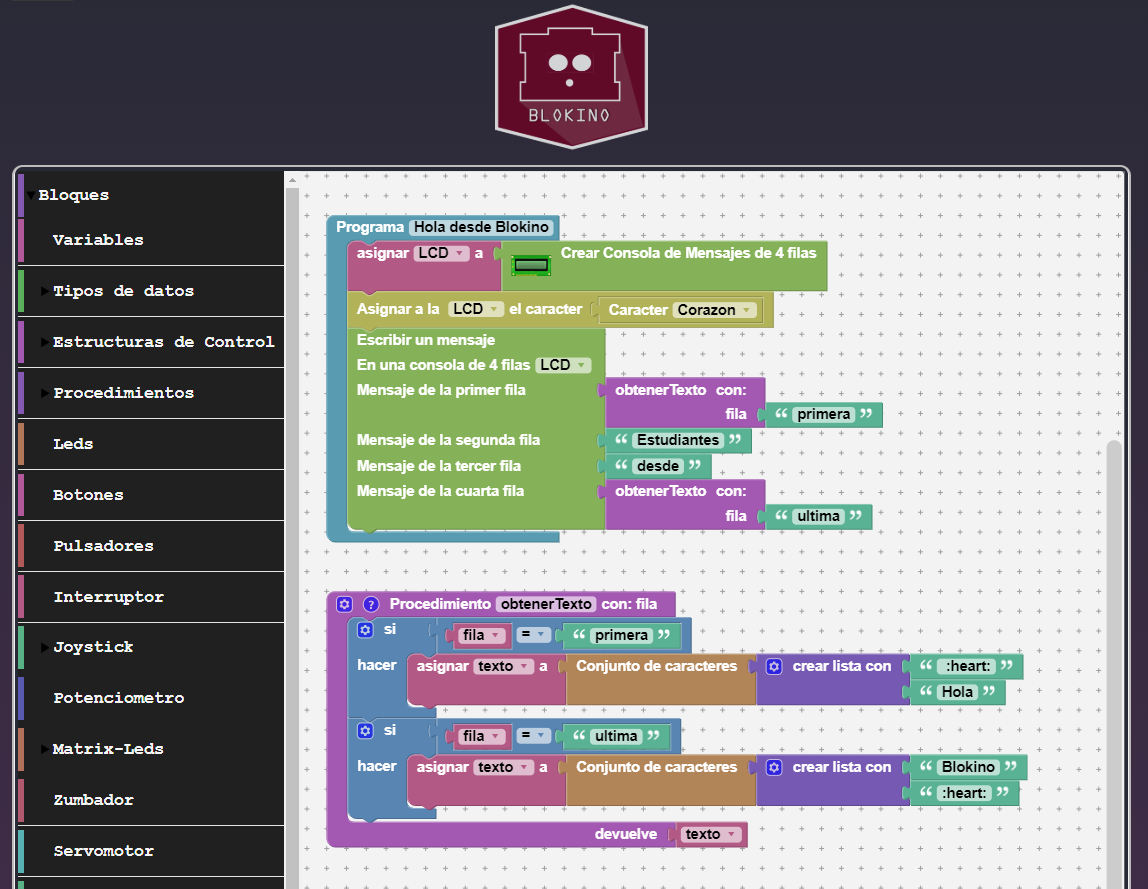 BLOKINO
Bloques
Variables
Tipos de datos
Estructuras de Control
Procedimientos
Leds
Botones
Pulsadores
Interruptor
Joystick
Potenciometro
Matrix-Leds
Zumbador
Servomotor
Programa Hola desde Blokino
asignar LCD a Crear Consola de Mensajes de 4 filas
Asignar a la LCD el caracter Caracter Corazon
Escribir un mensaje
En una consola de 4 filas LCD
Mensaje de la primer fila obtenerTexto con:
fila “ primera ”
Mensaje de la segunda fila “ Estudiantes ”
Mensaje de la tercer fila “ desde ”
Mensaje de la cuarta fila obtenerTexto con:
fila “ ultima ”
? Procedimiento obtenerTexto con: fila
si fila = “ primera ”
hacer asignar texto a Conjunto de caracteres crear lista con “ :heart: ”
“ Hola ”
si fila = “ ultima ”
hacer asignar texto a Conjunto de caracteres crear lista con “ Blokino ”
“ :heart: ”
devuelve texto